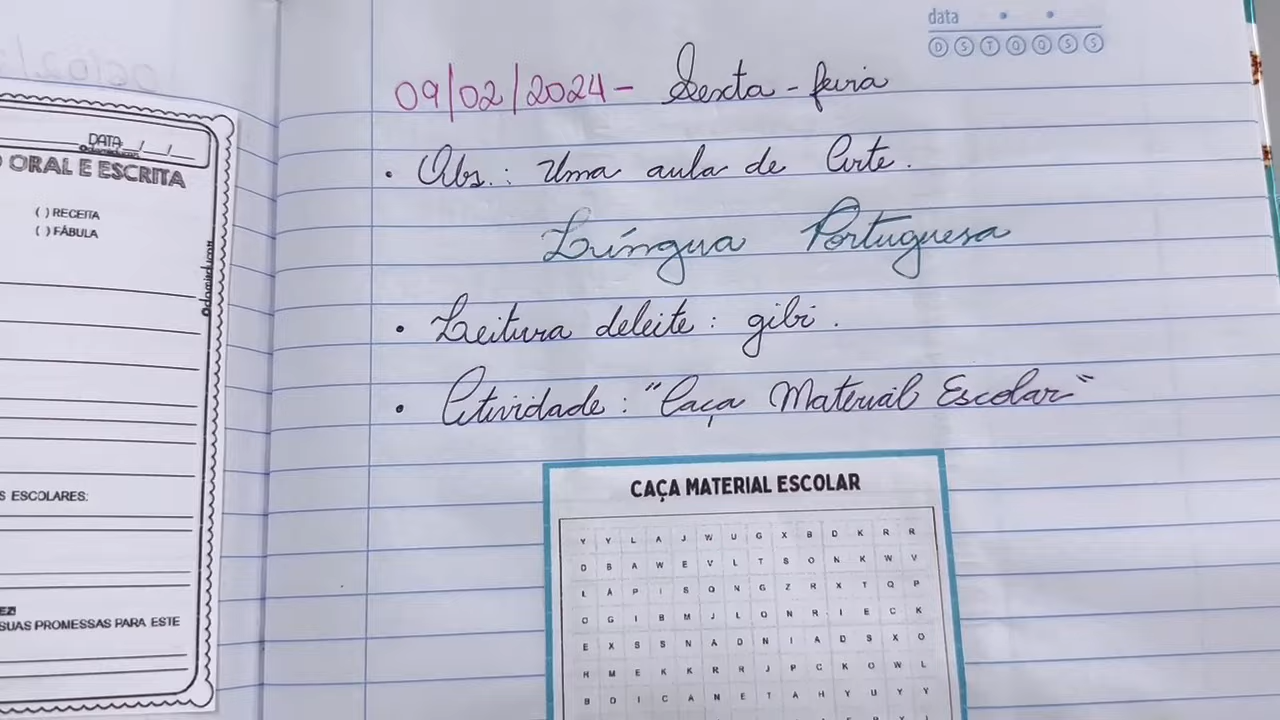 DATA: / /
ORAL E ESCRITA
( ) RECEITA
( ) FÁBULA
S ESCOLARES:
SUAS PROMESSAS PARA ESTE
data
D S T Q Q S S
09/02/2024 - Sexta-feira
• Obs.: Uma aula de Arte.
Língua Portuguesa
• Leitura deleite: gibi.
• Atividade: "Caça Material Escolar"
CAÇA MATERIAL ESCOLAR
Y Y L A J W U G X B D K R R
D B A W E V L T S O N K W V
L A P I S Q N G Z R X T Q P
O G I B M J L Q N R I E C K
E X S S N A D N I A D S X O
H M E K K R H J P C K O W L
B D I C A N E T A H Y U Y Y